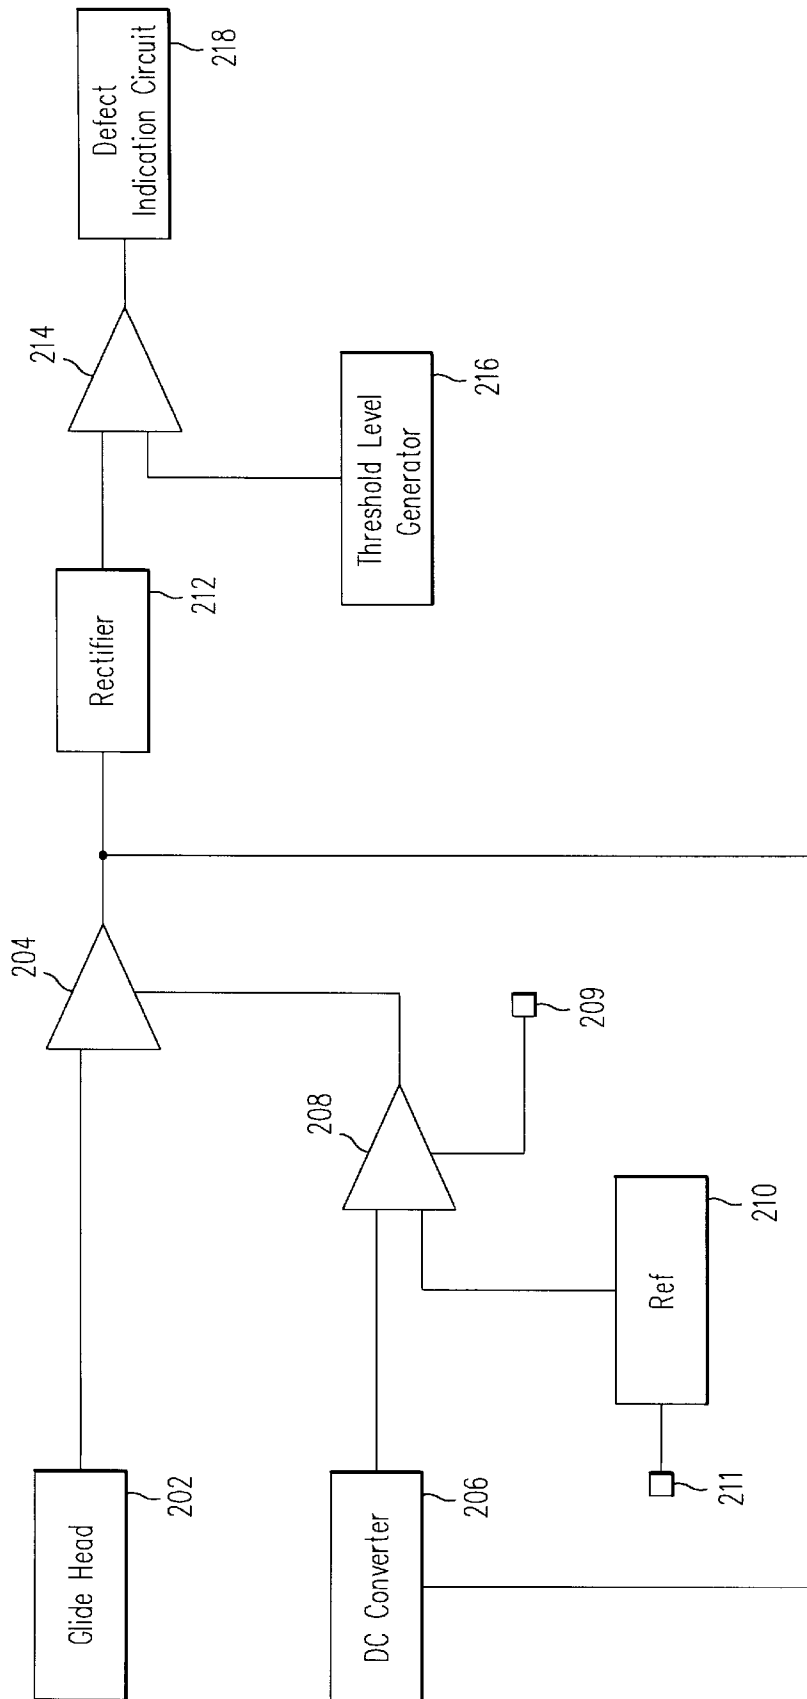 Glide Head
202
204
Rectifier
212
214
Defect
Indication Circuit
218
DC Converter
206
208
209
Threshold Level
Generator
216
Ref
210
211